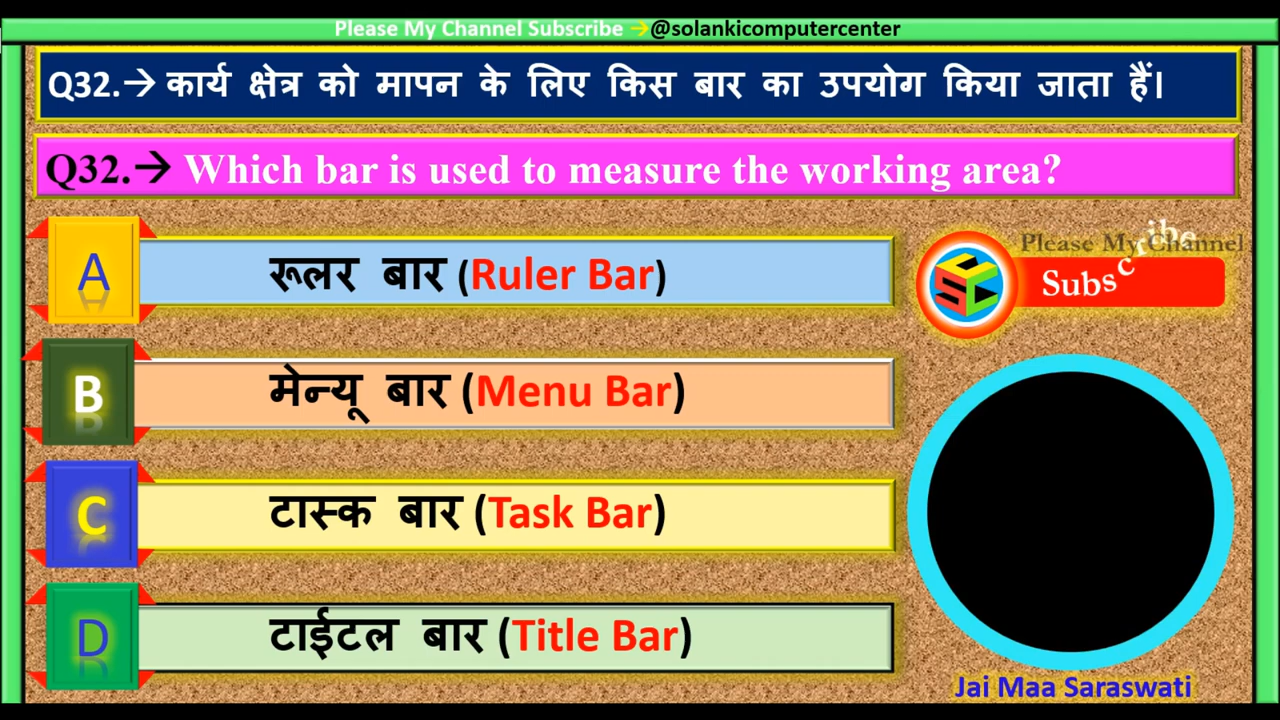 Please My Channel Subscribe →@solankicomputercenter
Q32.→ कार्य क्षेत्र को मापन के लिए किस बार का उपयोग किया जाता हैं।
Q32.→ Which bar is used to measure the working area?
A रूलर बार (Ruler Bar)
Please My Channel
Subscribe
B मेन्यू बार (Menu Bar)
C टास्क बार (Task Bar)
D टाईटल बार (Title Bar)
Jai Maa Saraswati